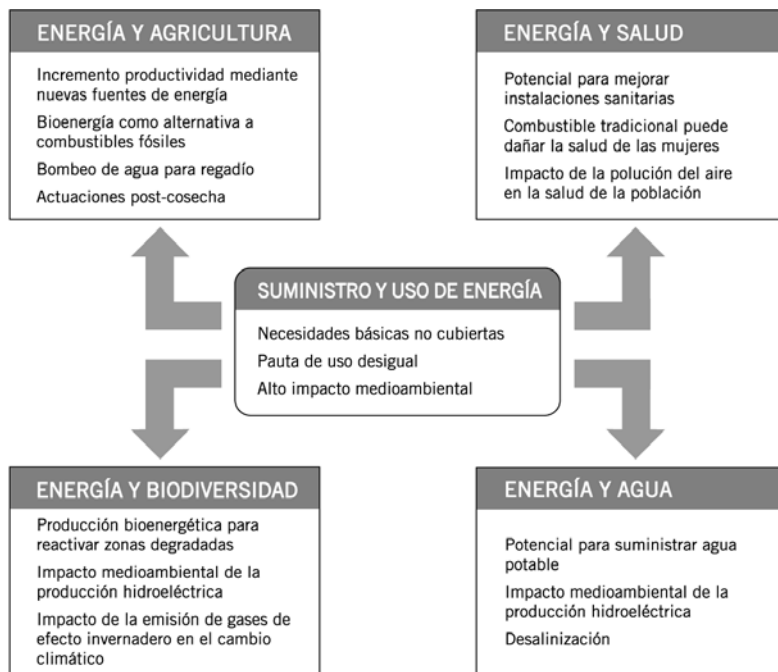 ENERGÍA Y AGRICULTURA
Incremento productividad mediante
nuevas fuentes de energía
Bioenergía como alternativa a
combustibles fósiles
Bombeo de agua para regadío
Actuaciones post-cosecha
ENERGÍA Y SALUD
Potencial para mejorar
instalaciones sanitarias
Combustible tradicional puede
dañar la salud de las mujeres
Impacto de la polución del aire
en la salud de la población
SUMINISTRO Y USO DE ENERGÍA
Necesidades básicas no cubiertas
Pauta de uso desigual
Alto impacto medioambiental
ENERGÍA Y BIODIVERSIDAD
Producción bioenergética para
reactivar zonas degradadas
Impacto medioambiental de la
producción hidroeléctrica
Impacto de la emisión de gases de
efecto invernadero en el cambio
climático
ENERGÍA Y AGUA
Potencial para suministrar agua
potable
Impacto medioambiental de la
producción hidroeléctrica
Desalinización